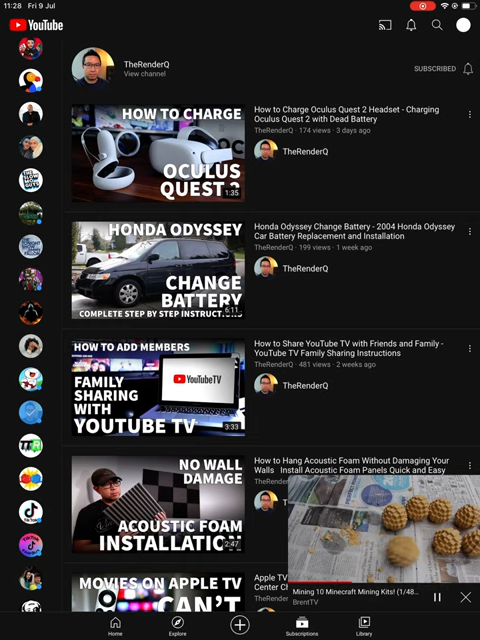 11:28 Fri 9 Jul
YouTube
TheRenderQ
View channel
SUBSCRIBED
HOW TO CHARGE
OCULUS
QUEST 2
1:35
How to Charge Oculus Quest 2 Headset - Charging
Oculus Quest 2 with Dead Battery
TheRenderQ · 174 views · 3 days ago
TheRenderQ
HONDA ODYSSEY
CHANGE
BATTERY
COMPLETE STEP BY STEP INSTRUCT
6:11
Honda Odyssey Change Battery - 2004 Honda Odyssey
Car Battery Replacement and Installation
TheRenderQ · 199 views · 1 week ago
TheRenderQ
HOW TO ADD MEMBERS
FAMILY
SHARING
WITH
YOUTUBE TV
YouTubeTV
3:33
How to Share YouTube TV with Friends and Family -
YouTube TV Family Sharing Instructions
TheRenderQ · 481 views · 2 weeks ago
TheRenderQ
NO WALL
DAMAGE
ACOUSTIC FOAM
INSTALLATION
2:47
How to Hang Acoustic Foam Without Damaging Your
Walls Install Acoustic Foam Panels Quick and Easy
TheRender
MOVIES ON APPLE TV
CAN'T
Apple TV
Center C
TheRende
Mining 10 Minecraft Mining Kits! (1/48...
BrentTV
Home
Explore
Subscriptions
Library